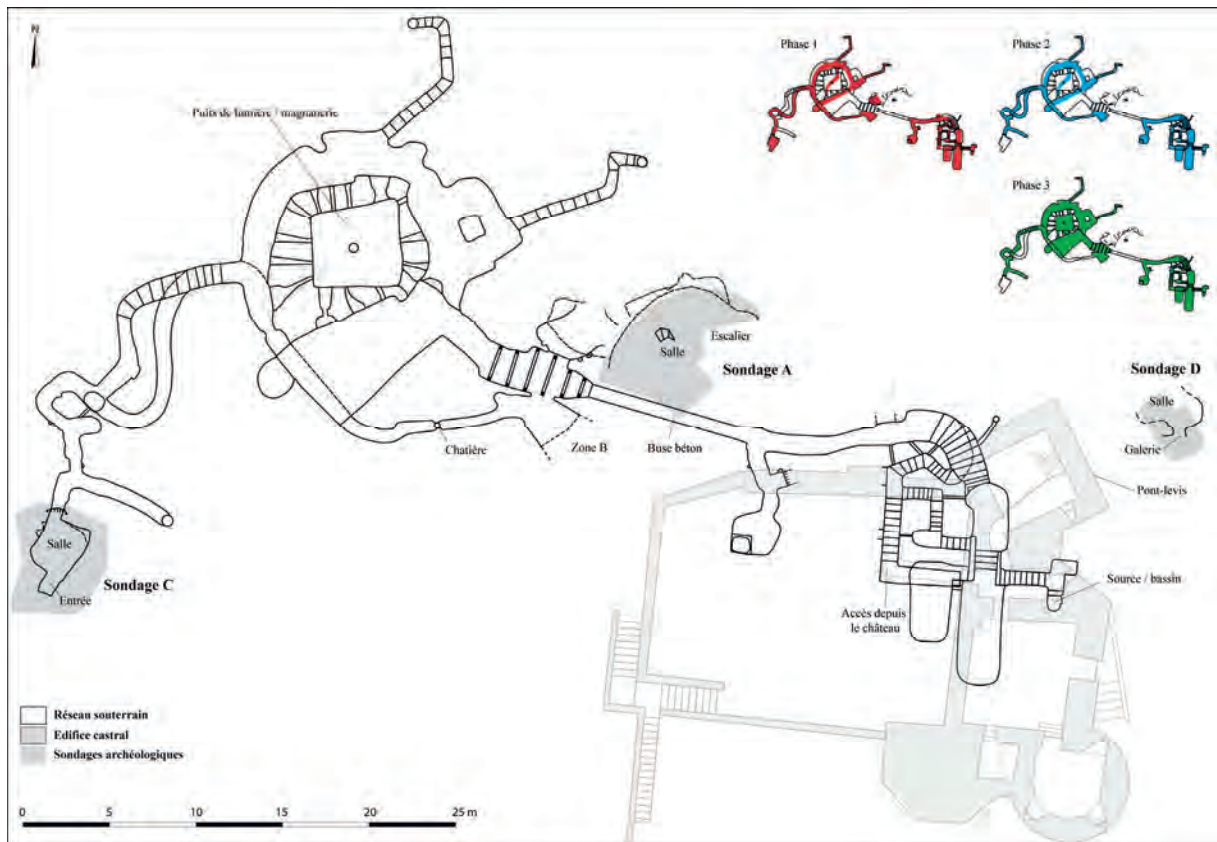 N
Phase 1
Phase 2
Phase 3
Puits de lumière / magnanerie
Escalier
Salle
Sondage A
Sondage D
Salle
Galerie
Chatière
Zone B
Buse béton
Pont-levis
Salle
Sondage C
Entrée
Source / bassin
Accès depuis
le château
Réseau souterrain
Edifice castral
Sondages archéologiques
0 5 10 15 20 25 m